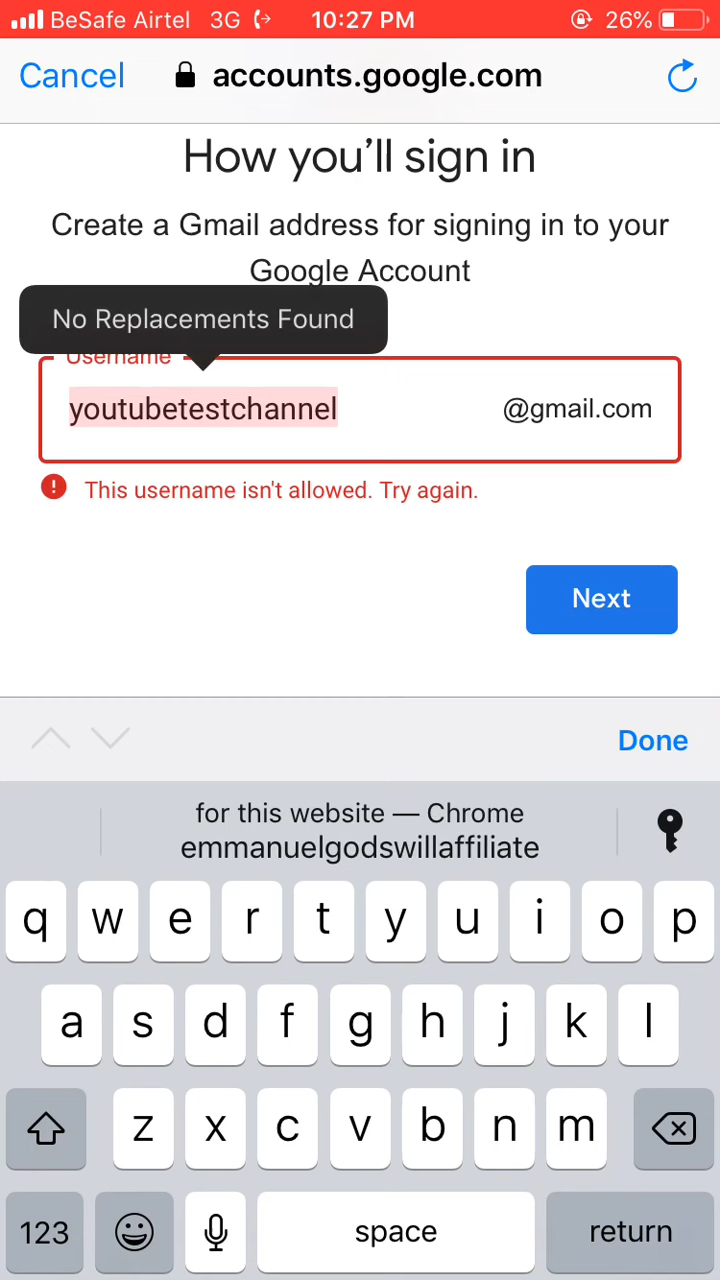 BeSafe Airtel 3G 10:27 PM 26%
Cancel accounts.google.com
How you’ll sign in
Create a Gmail address for signing in to your
Google Account
No Replacements Found
Username
youtubetestchannel @gmail.com
This username isn't allowed. Try again.
Next
Done
for this website — Chrome
emmanuelgodswillaffiliate
q w e r t y u i o p
a s d f g h j k l
z x c v b n m
123 space return